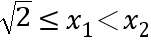 √2 ≤ x₁ < x₂